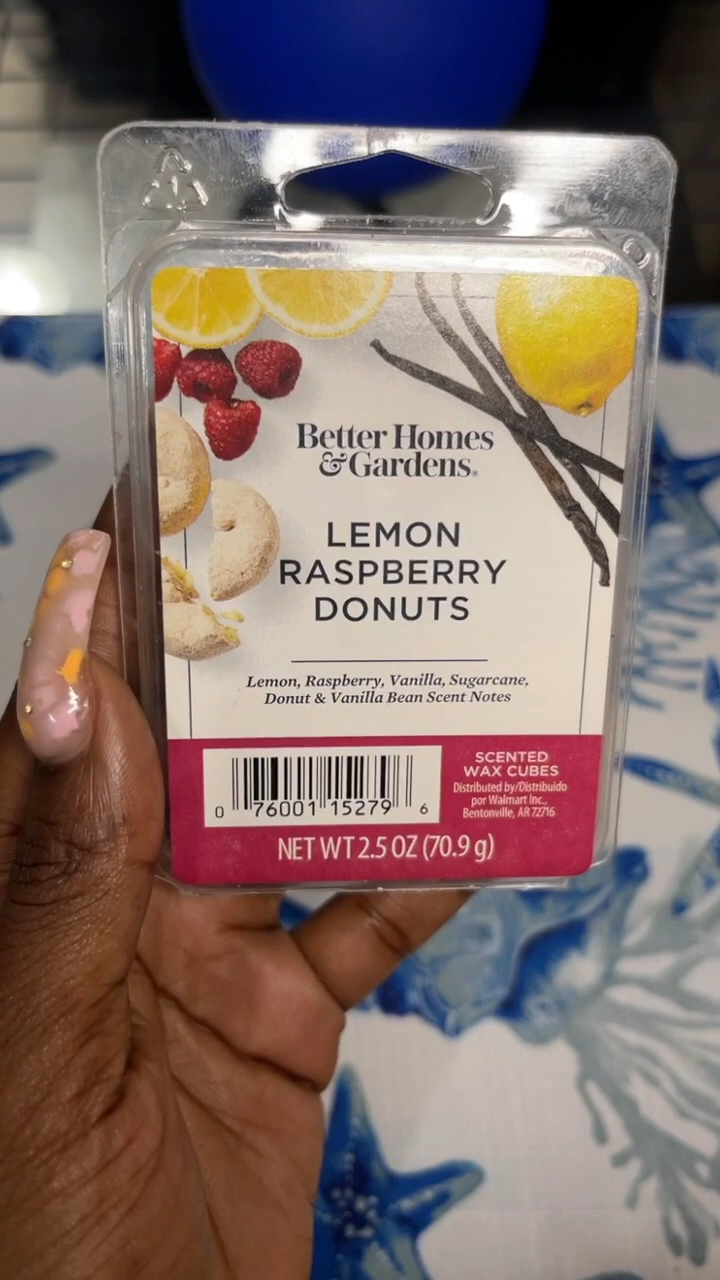 Better Homes
& Gardens®
LEMON
RASPBERRY
DONUTS
Lemon, Raspberry, Vanilla, Sugarcane,
Donut & Vanilla Bean Scent Notes
0 76001 15279 6
SCENTED
WAX CUBES
Distributed by/Distribuido
por Walmart Inc.,
Bentonville, AR 72716
NET WT 2.5 OZ (70.9 g)
1